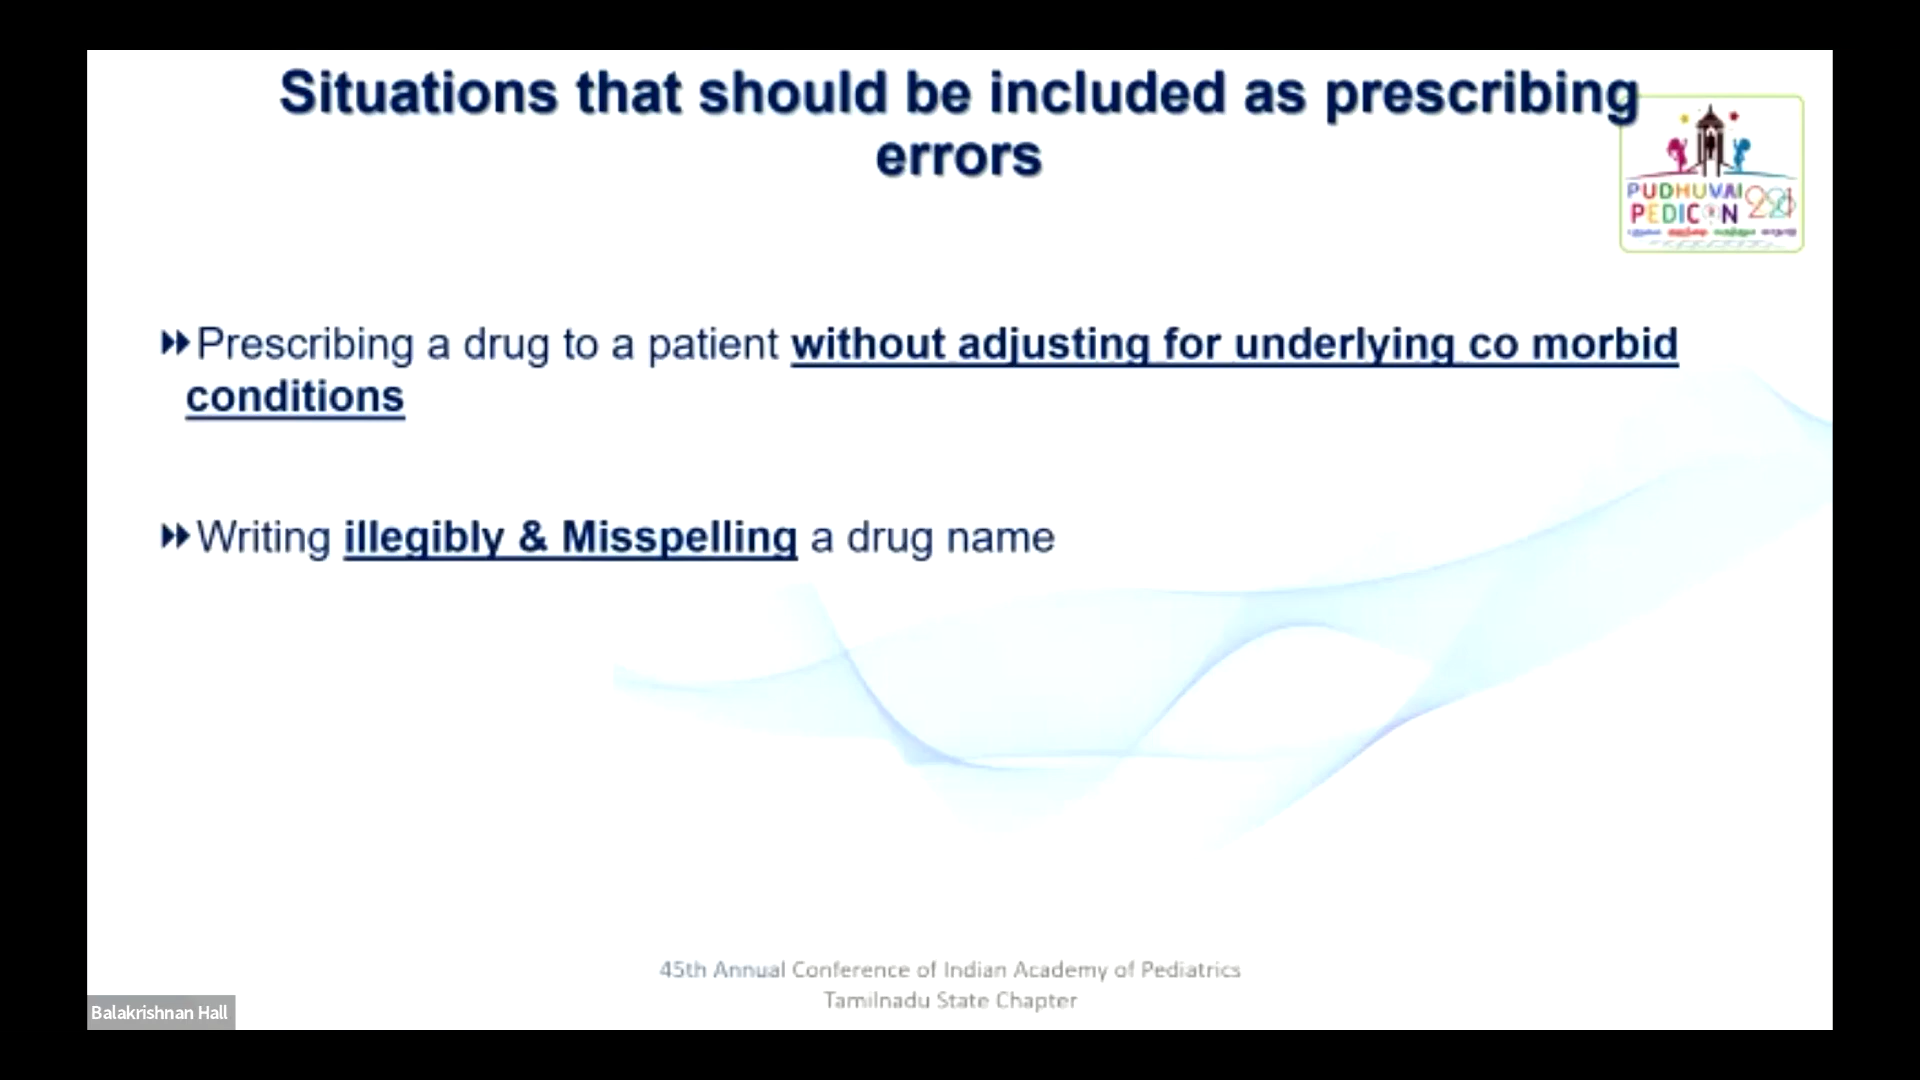 Situations that should be included as prescribing
errors
PUDHUVAI
PEDICON
Prescribing a drug to a patient without adjusting for underlying co morbid
conditions
Writing illegibly & Misspelling a drug name
45th Annual Conference of Indian Academy of Pediatrics
Tamilnadu State Chapter
Balakrishnan Hall